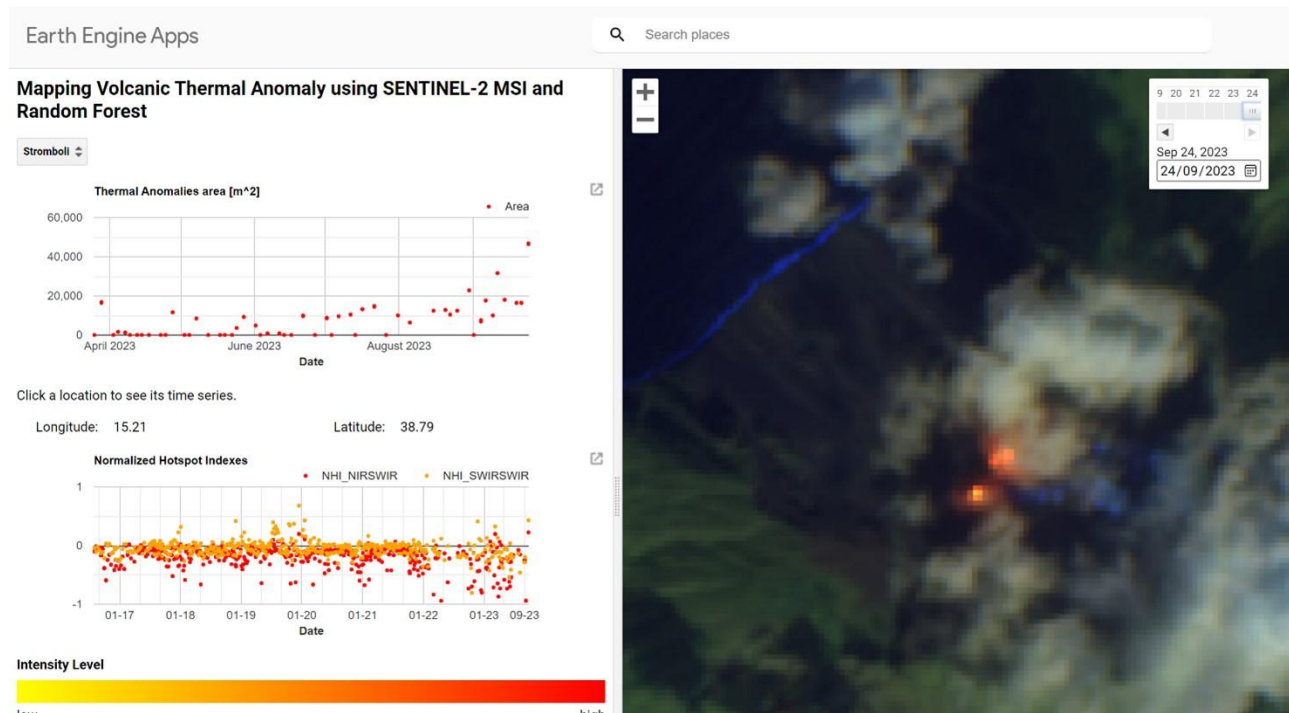 Earth Engine Apps
Search places
Mapping Volcanic Thermal Anomaly using SENTINEL-2 MSI and
Random Forest
Stromboli
Thermal Anomalies area [m^2]
Area
60,000
40,000
20,000
0
April 2023 June 2023 August 2023
Date
Click a location to see its time series.
Longitude: 15.21 Latitude: 38.79
Normalized Hotspot Indexes
NHI_NIRSWIR NHI_SWIRSWIR
1
0
-1
01-17 01-18 01-19 01-20 01-21 01-22 01-23 09-23
Date
Intensity Level
low high
9 20 21 22 23 24
Sep 24, 2023
24/09/2023